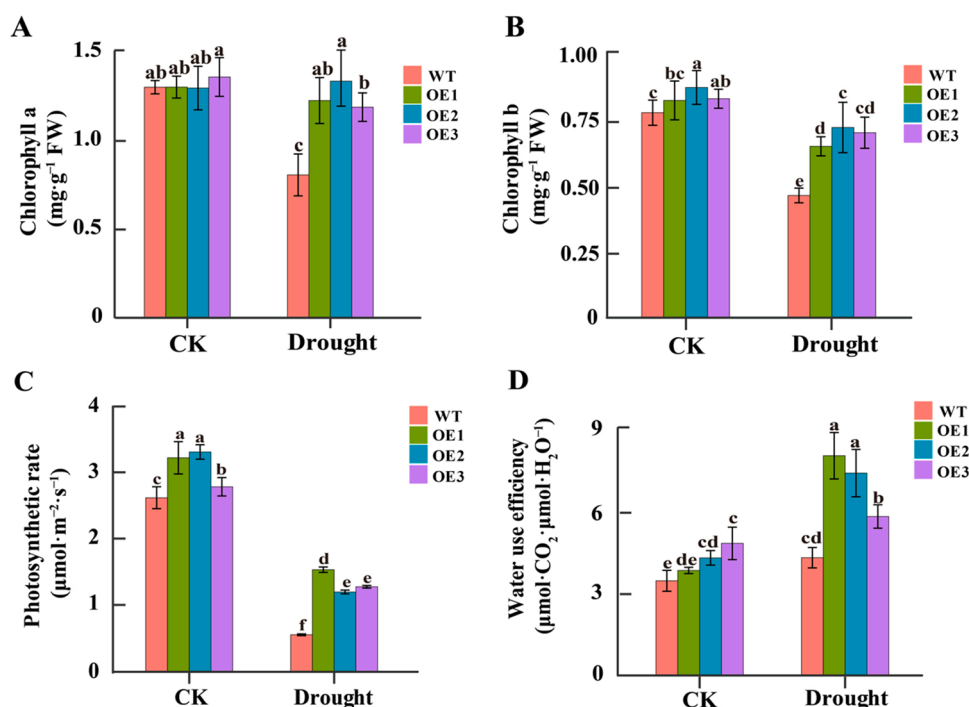 A
Chlorophyll a
(mg·g⁻¹ FW)
1.5
1.0
0.5
0
ab ab ab a
c ab a b
CK Drought
WT
OE1
OE2
OE3
B
Chlorophyll b
(mg·g⁻¹ FW)
1.00
0.75
0.50
0.25
0
c bc a ab
e d c cd
CK Drought
WT
OE1
OE2
OE3
C
Photosynthetic rate
(μmol·m⁻²·s⁻¹)
4
3
2
1
0
c a a b
f d e e
CK Drought
WT
OE1
OE2
OE3
D
Water use efficiency
(μmol·CO₂·μmol·H₂O⁻¹)
9
6
3
0
e de cd c
cd a a b
CK Drought
WT
OE1
OE2
OE3